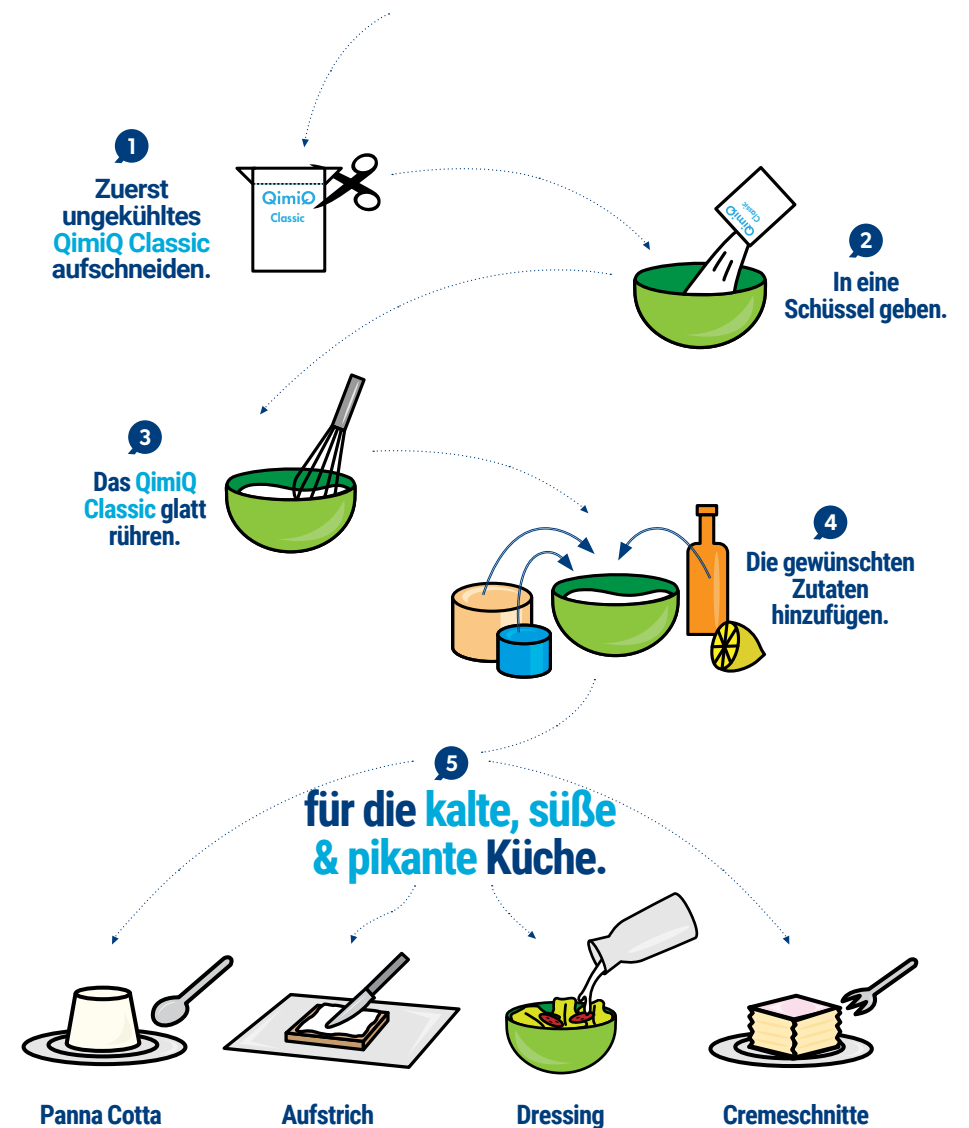 1
Zuerst
ungekühltes
QimiQ Classic
aufschneiden.
QimiQ
Classic
QimiQ
Classic
2
In eine
Schüssel geben.
3
Das QimiQ
Classic glatt
rühren.
4
Die gewünschten
Zutaten
hinzufügen.
5
für die kalte, süße
& pikante Küche.
Panna Cotta
Aufstrich
Dressing
Cremeschnitte